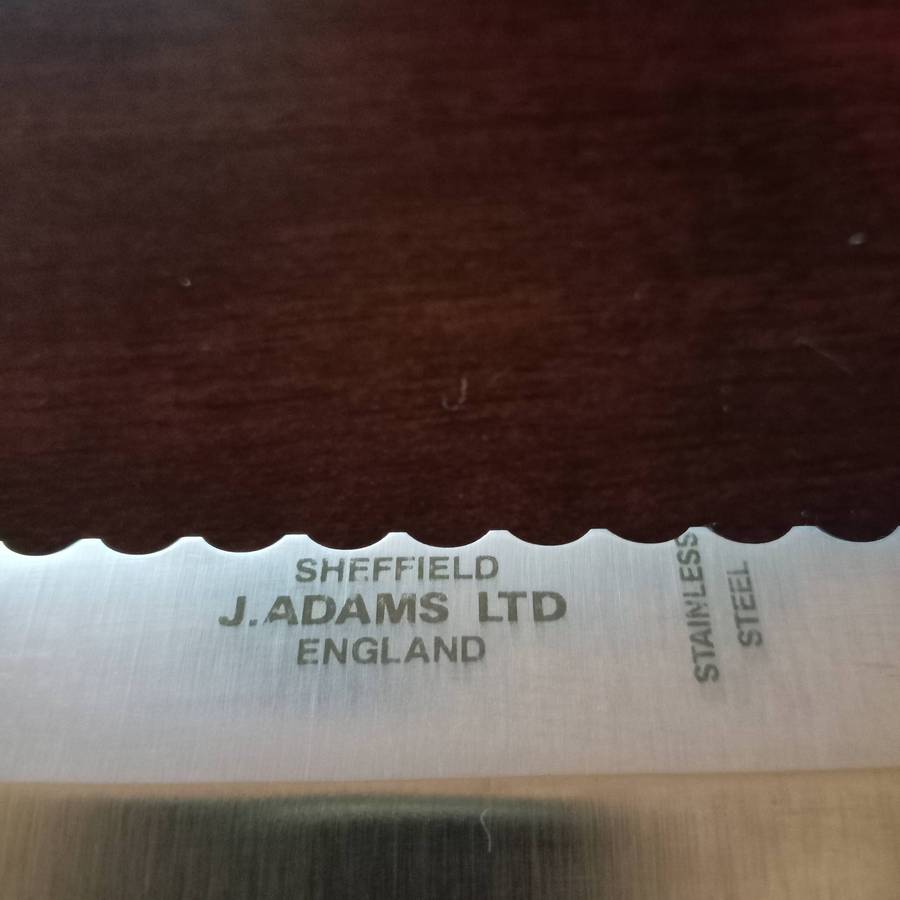 SHEFFIELD
J.ADAMS LTD
ENGLAND
STAINLESS
STEEL